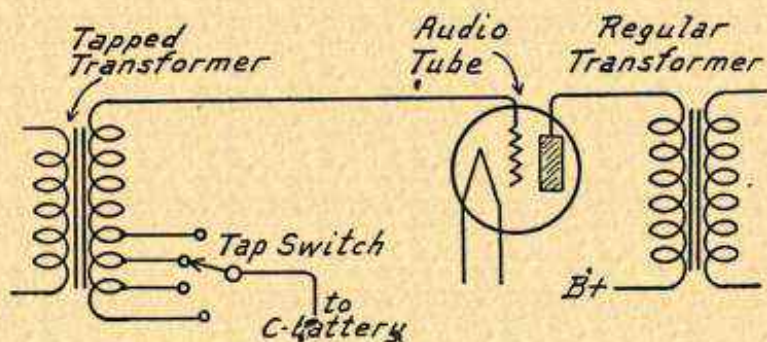 Tapped
Transformer
Audio
Tube
Regular
Transformer
Tap Switch
to
C-battery
B+